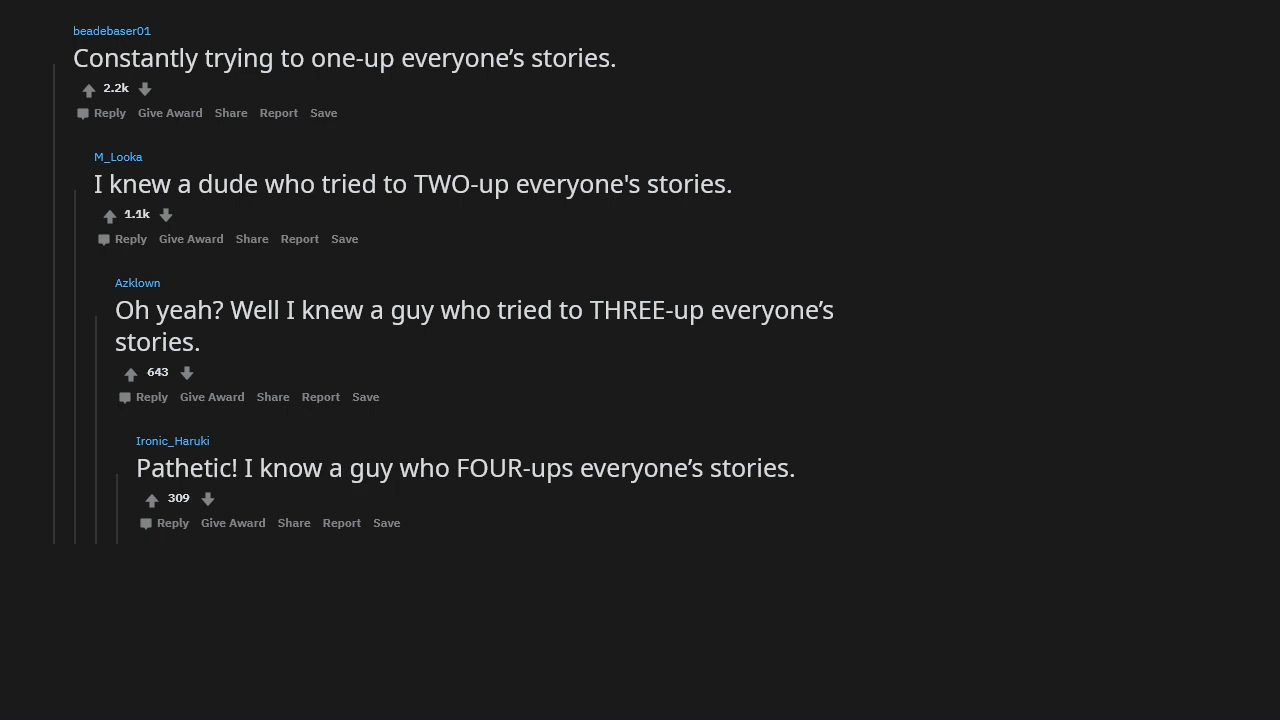 beadebaser01
Constantly trying to one-up everyone’s stories.
2.2k
Reply Give Award Share Report Save
M_Looka
I knew a dude who tried to TWO-up everyone's stories.
1.1k
Reply Give Award Share Report Save
Azklown
Oh yeah? Well I knew a guy who tried to THREE-up everyone’s
stories.
643
Reply Give Award Share Report Save
Ironic_Haruki
Pathetic! I know a guy who FOUR-ups everyone’s stories.
309
Reply Give Award Share Report Save